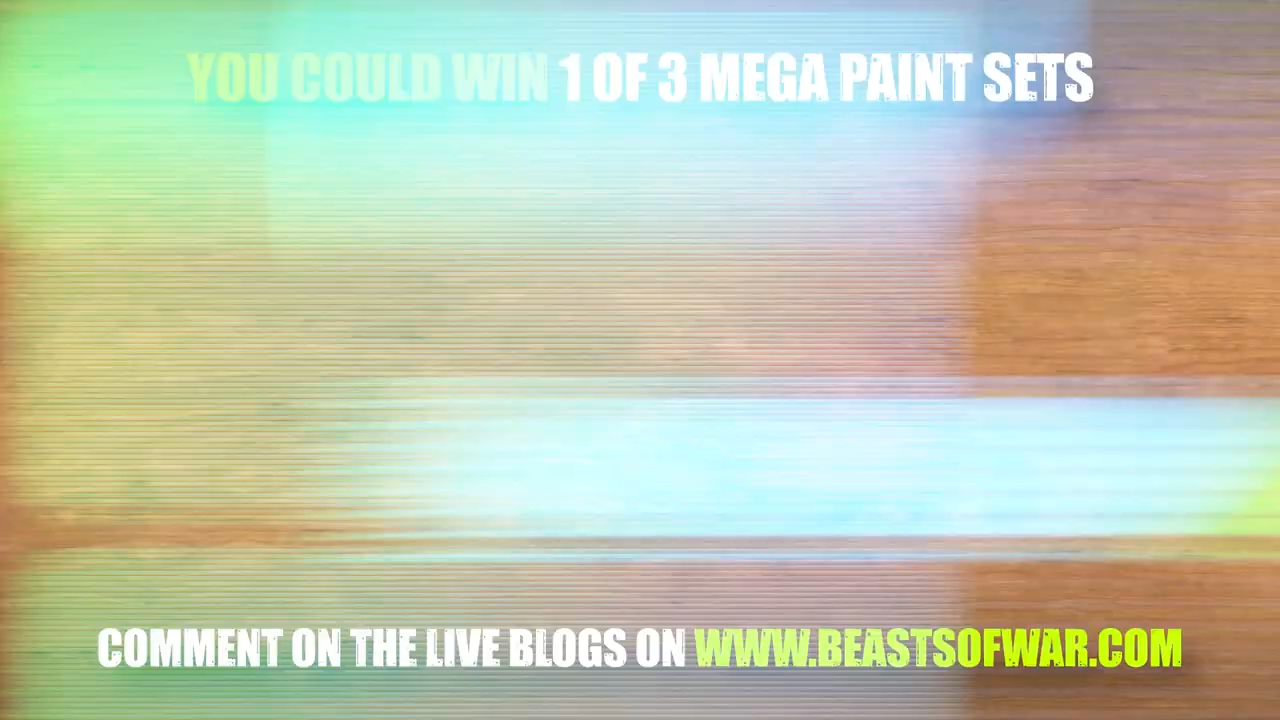 YOU COULD WIN 1 OF 3 MEGA PAINT SETS
COMMENT ON THE LIVE BLOGS ON WWW.BEASTSOFWAR.COM